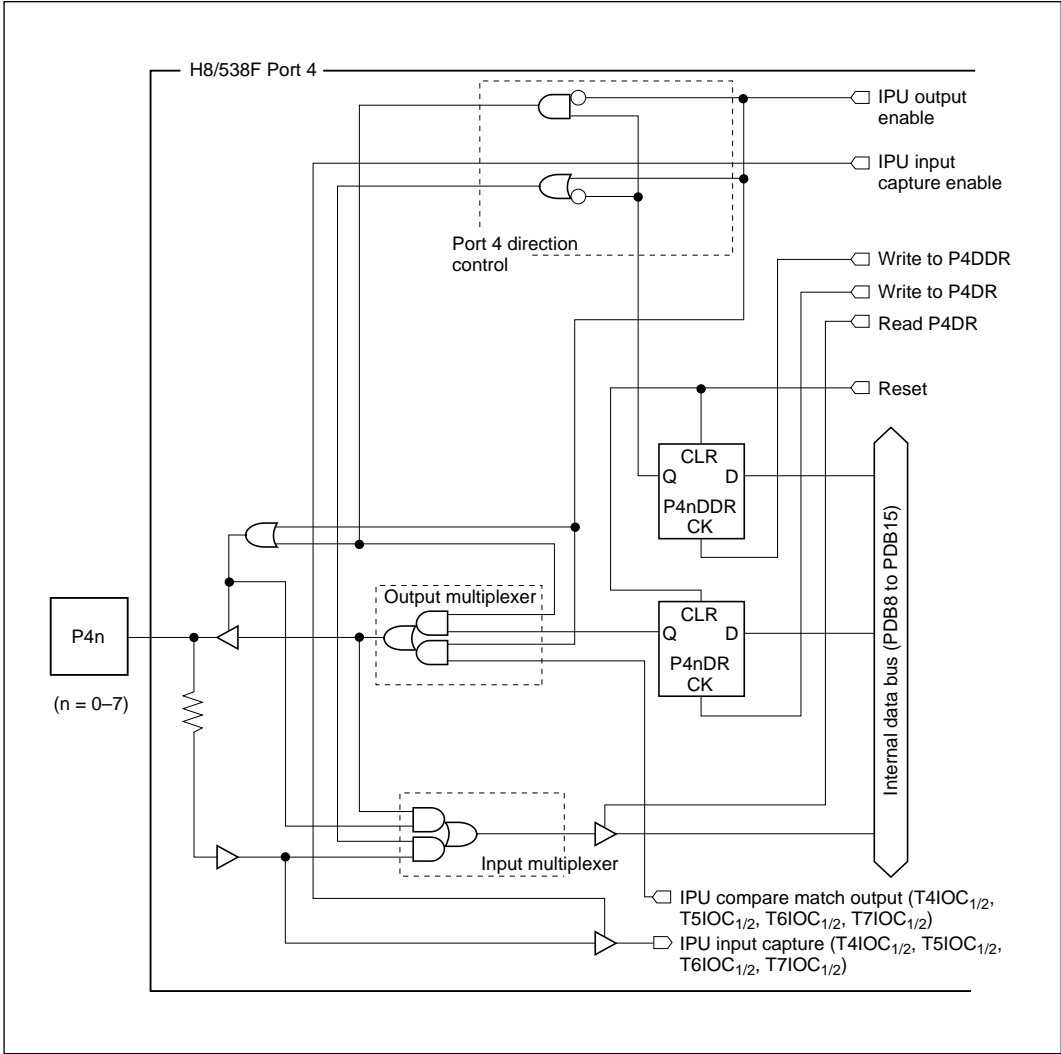 H8/538F Port 4
IPU output
enable
IPU input
capture enable
Port 4 direction
control
Write to P4DDR
Write to P4DR
Read P4DR
Reset
CLR
Q D
P4nDDR
CK
Output multiplexer
CLR
Q D
P4nDR
CK
Internal data bus (PDB8 to PDB15)
P4n
(n = 0–7)
Input multiplexer
IPU compare match output (T4IOC1/2,
T5IOC1/2, T6IOC1/2, T7IOC1/2)
IPU input capture (T4IOC1/2, T5IOC1/2,
T6IOC1/2, T7IOC1/2)